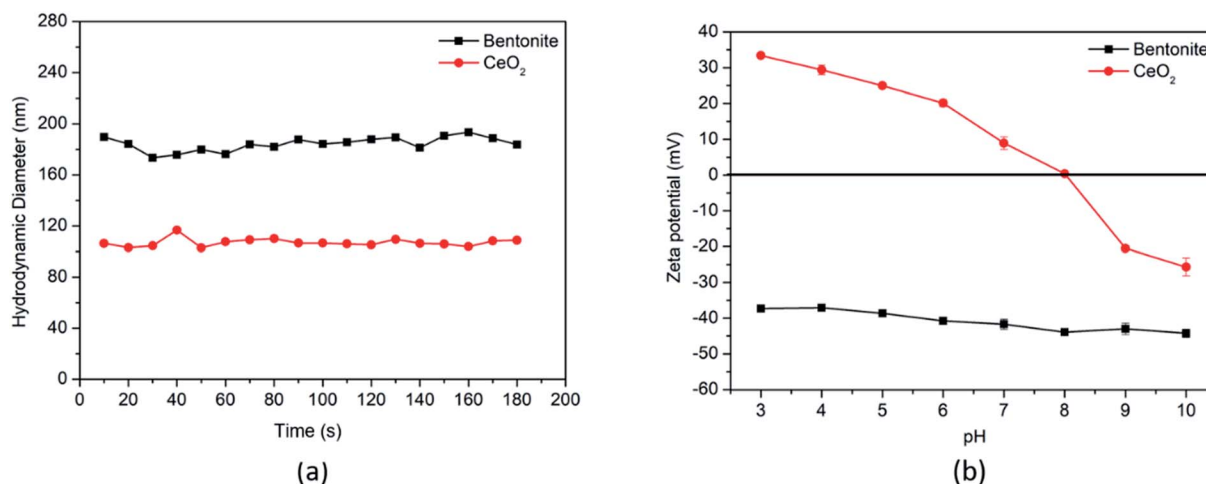 280
240
200
160
120
80
40
0
Hydrodynamic Diameter (nm)
Bentonite
CeO₂
0 20 40 60 80 100 120 140 160 180 200
Time (s)
(a)
40
30
20
10
0
-10
-20
-30
-40
-50
-60
Zeta potential (mV)
Bentonite
CeO₂
3 4 5 6 7 8 9 10
pH
(b)